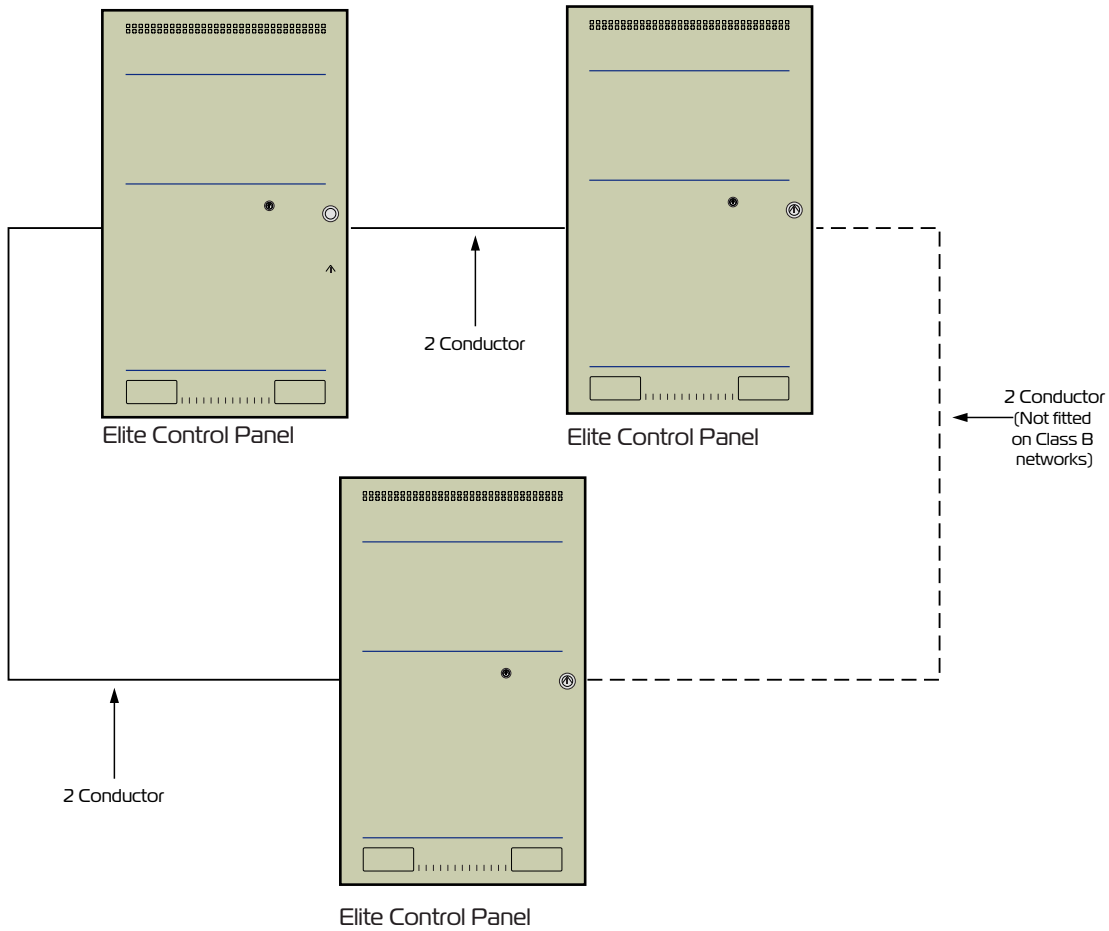 Elite Control Panel
Elite Control Panel
2 Conductor
2 Conductor
(Not fitted
on Class B
networks)
2 Conductor
Elite Control Panel